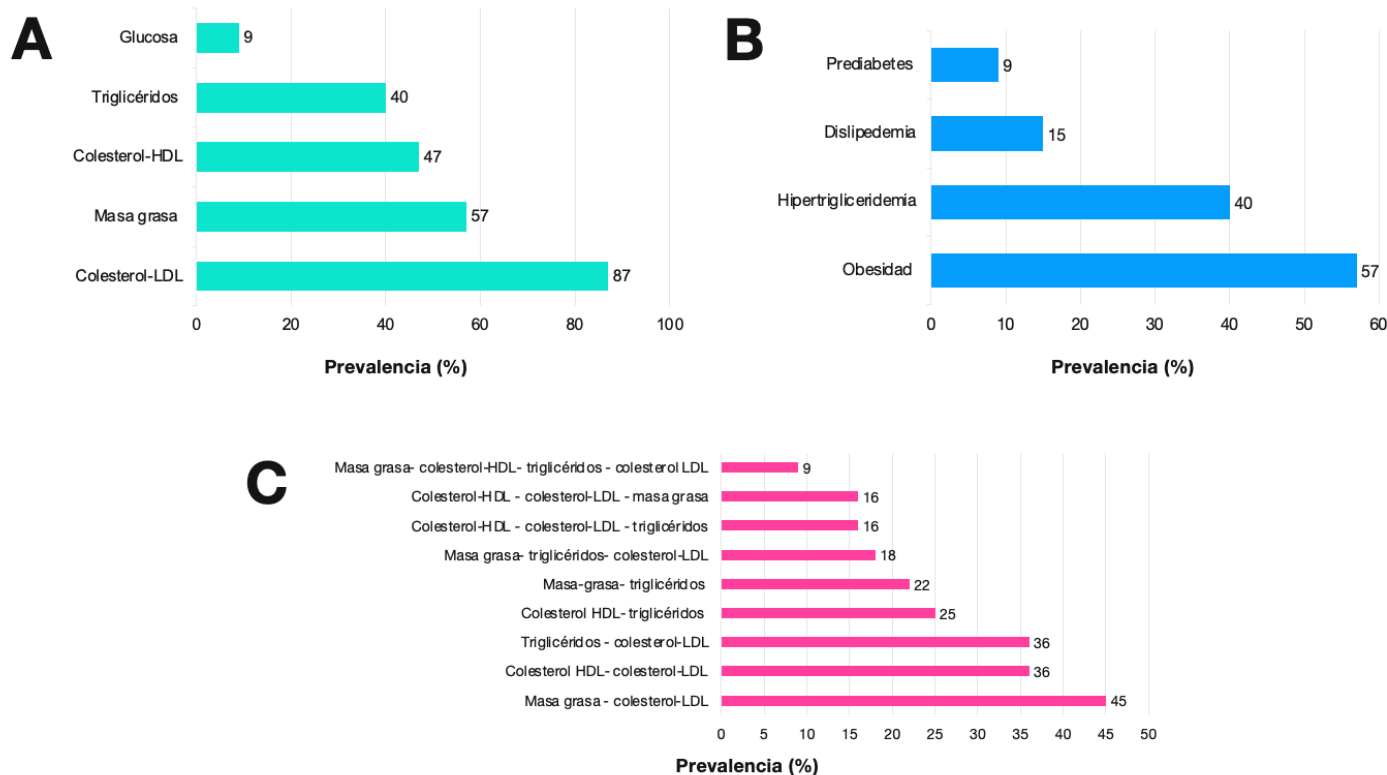 A
Glucosa 9
Triglicéridos 40
Colesterol-HDL 47
Masa grasa 57
Colesterol-LDL 87
0 20 40 60 80 100
Prevalencia (%)
B
Prediabetes 9
Dislipedemia 15
Hipertrigliceridemia 40
Obesidad 57
0 10 20 30 40 50 60
Prevalencia (%)
C
Masa grasa- colesterol-HDL- triglicéridos - colesterol LDL 9
Colesterol-HDL - colesterol-LDL - masa grasa 16
Colesterol-HDL - colesterol-LDL - triglicéridos 16
Masa grasa- triglicéridos- colesterol-LDL 18
Masa-grasa- triglicéridos 22
Colesterol HDL- triglicéridos 25
Triglicéridos - colesterol-LDL 36
Colesterol HDL- colesterol-LDL 36
Masa grasa - colesterol-LDL 45
0 5 10 15 20 25 30 35 40 45 50
Prevalencia (%)